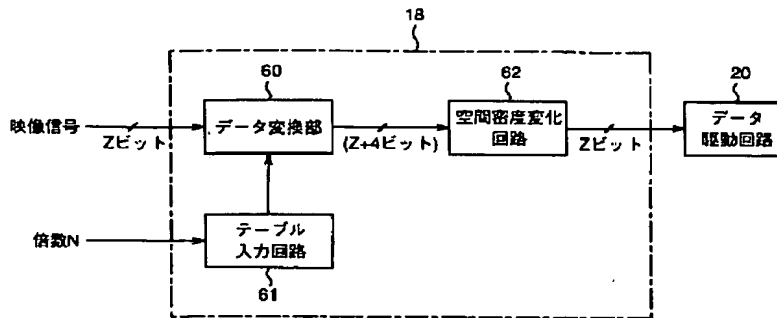 18
60
62
20
映像信号
Zビット
データ変換部
(Z+4ビット)
空間密度変化
回路
Zビット
データ
駆動回路
倍数N
テーブル
入力回路
61